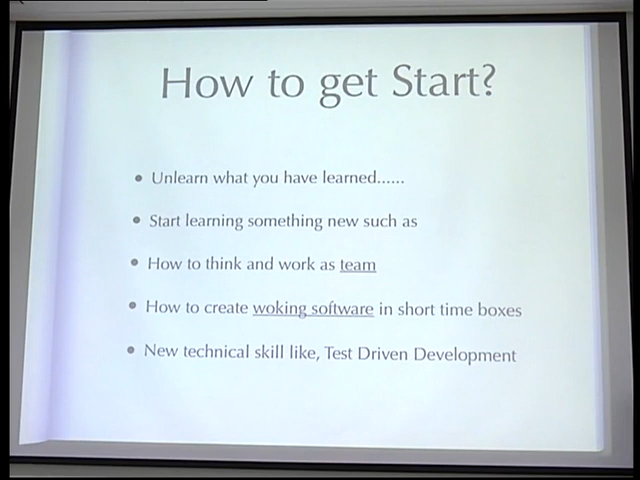 How to get Start?
• Unlearn what you have learned......
• Start learning something new such as
• How to think and work as team
• How to create woking software in short time boxes
• New technical skill like, Test Driven Development